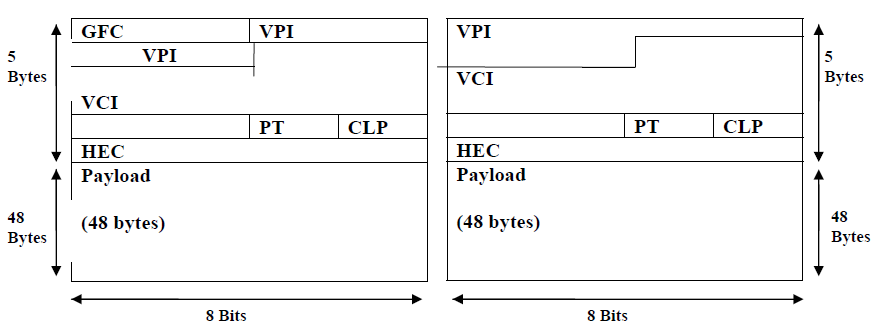 GFC VPI
VPI
VCI
PT CLP
HEC
Payload
(48 bytes)
5
Bytes
48
Bytes
8 Bits
VPI
VCI
PT CLP
HEC
Payload
(48 bytes)
5
Bytes
48
Bytes
8 Bits